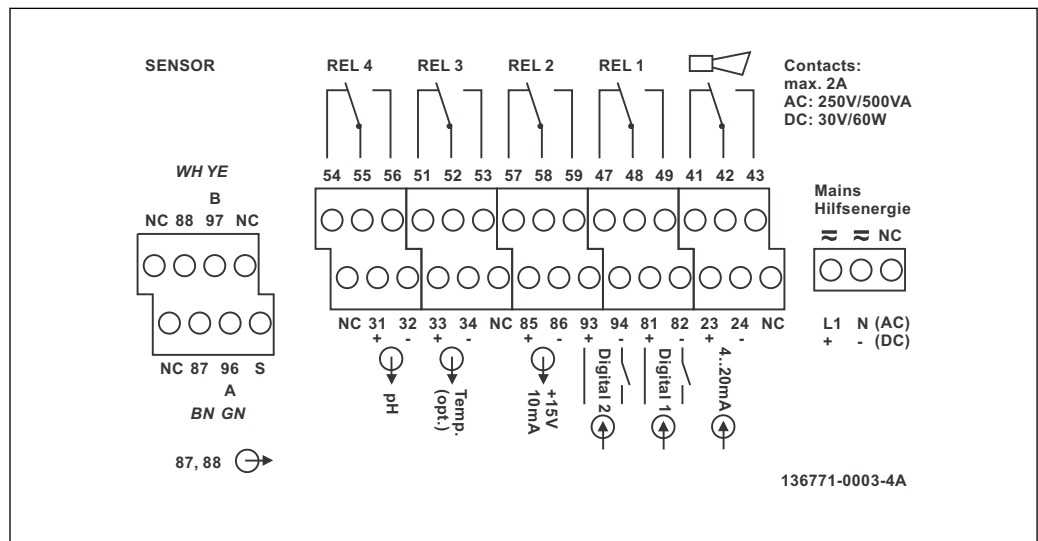 SENSOR REL 4 REL 3 REL 2 REL 1
Contacts:
max. 2A
AC: 250V/500VA
DC: 30V/60W
54 55 56 51 52 53 57 58 59 47 48 49 41 42 43
WH YE
B
NC 88 97 NC
NC 87 96 S
A
BN GN
87, 88
Mains
Hilfsenergie
≂ ≂ NC
L1 N (AC)
+ - (DC)
NC 31 32 33 34 NC 85 86 93 94 81 82 23 24 NC
+ - + - + - + - + - + -
pH
Temp.
(opt.)
+15V
10mA
Digital 2
Digital 1
4..20mA
136771-0003-4A